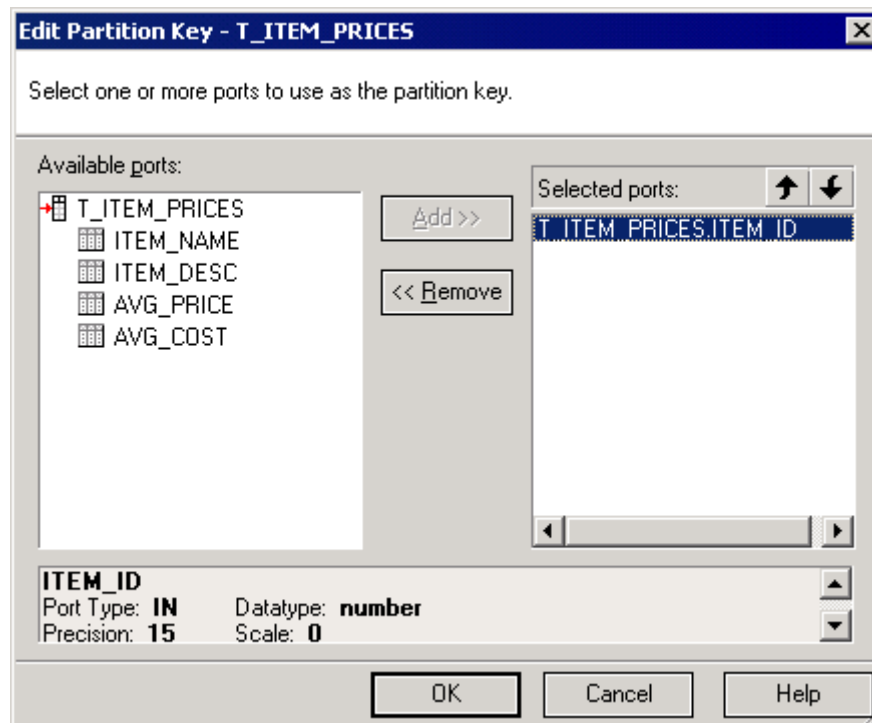 Edit Partition Key - T_ITEM_PRICES
Select one or more ports to use as the partition key.
Available ports:
T_ITEM_PRICES
ITEM_NAME
ITEM_DESC
AVG_PRICE
AVG_COST
Add >>
<< Remove
Selected ports:
T_ITEM_PRICES.ITEM_ID
ITEM_ID
Port Type: IN Datatype: number
Precision: 15 Scale: 0
OK Cancel Help